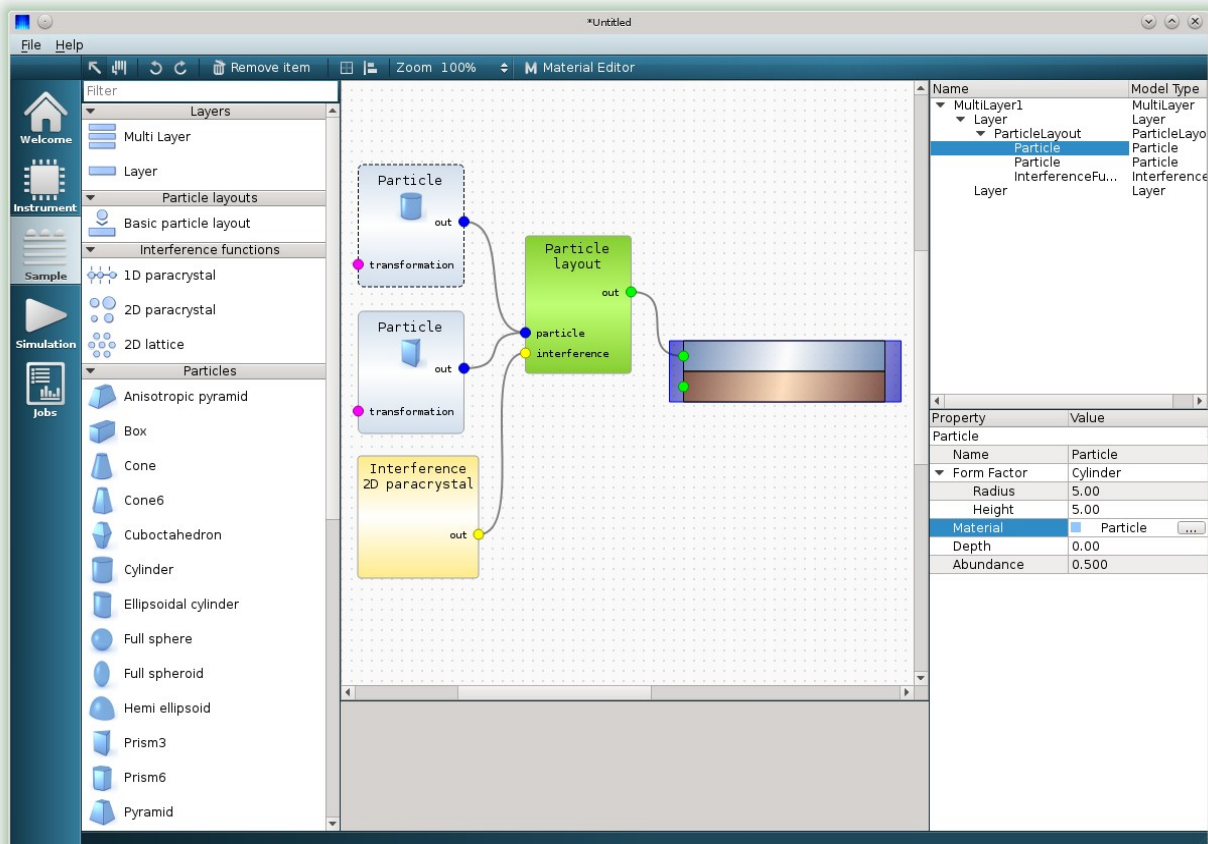 *Untitled
File Help
Remove item Zoom 100% M Material Editor
Welcome
Instrument
Sample
Simulation
Jobs
Filter
Layers
Multi Layer
Layer
Particle layouts
Basic particle layout
Interference functions
1D paracrystal
2D paracrystal
2D lattice
Particles
Anisotropic pyramid
Box
Cone
Cone6
Cuboctahedron
Cylinder
Ellipsoidal cylinder
Full sphere
Full spheroid
Hemi ellipsoid
Prism3
Prism6
Pyramid
Particle
out
transformation
Particle
out
transformation
Interference
2D paracrystal
out
Particle
layout
out
particle
interference
Name Model Type
MultiLayer1 MultiLayer
Layer Layer
ParticleLayout ParticleLayo
Particle Particle
Particle Particle
InterferenceFu... Interference
Layer Layer
Property Value
Particle
Name Particle
Form Factor Cylinder
Radius 5.00
Height 5.00
Material Particle ...
Depth 0.00
Abundance 0.500